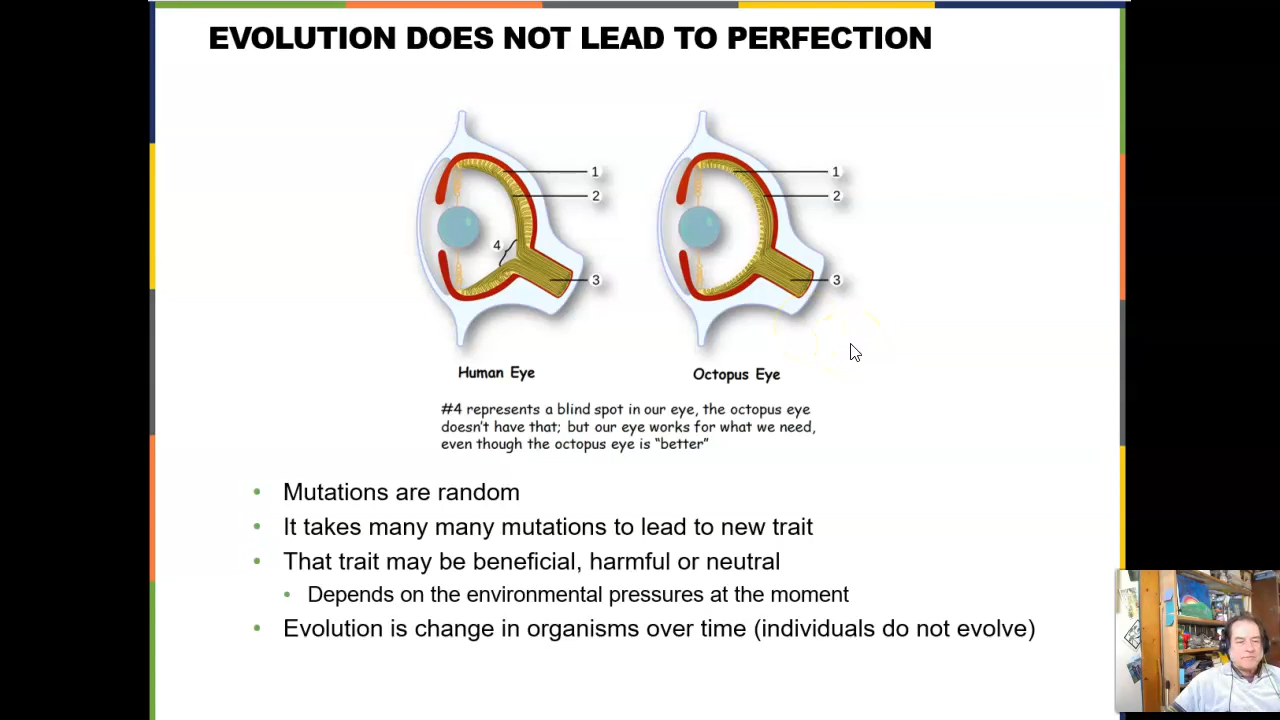 EVOLUTION DOES NOT LEAD TO PERFECTION
1
2
4
3
Human Eye
1
2
3
Octopus Eye
#4 represents a blind spot in our eye, the octopus eye
doesn't have that; but our eye works for what we need,
even though the octopus eye is "better"
• Mutations are random
• It takes many many mutations to lead to new trait
• That trait may be beneficial, harmful or neutral
• Depends on the environmental pressures at the moment
• Evolution is change in organisms over time (individuals do not evolve)